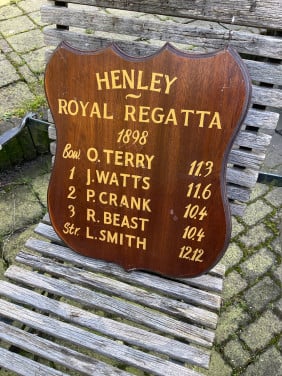 HENLEY
ROYAL REGATTA
1898
Bow. O. TERRY 11.3
1 J. WATTS 11.6
2 P. CRANK 10.4
3 R. BEAST 10.4
Str. L. SMITH 12.12